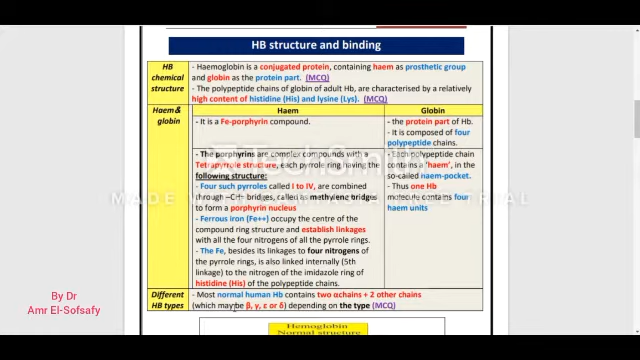 HB structure and binding
HB chemical structure
- Haemoglobin is a conjugated protein, containing haem as prosthetic group and globin as the protein part. (MCQ)
- The polypeptide chains of globin of adult Hb, are characterised by a relatively high content of histidine (His) and lysine (Lys). (MCQ)
Haem& globin
Haem
Globin
- It is a Fe-porphyrin compound.
- the protein part of Hb.
- It is composed of four polypeptide chains.
- The porphyrins are complex compounds with a Tetrapyrrole structure, each pyrrole ring having the following structure:
- Four such pyrroles called I to IV, are combined through –CH= bridges, called as methylene bridges to form a porphyrin nucleus
- Ferrous iron [Fe++) occupy the centre of the compound ring structure and establish linkages with all the four nitrogens of all the pyrrole rings.
- The Fe, besides its linkages to four nitrogens of the pyrrole rings, is also linked internally (5th linkage) to the nitrogen of the imidazole ring of histidine (His) of the polypeptide chains.
- Each polypeptide chain contains a 'haem', in the so-called haem-pocket.
- Thus one Hb molecule contains four haem units
Different HB types
- Most normal human Hb contains two αchains + 2 other chains (which may be β, γ, ε or δ) depending on the type (MCQ)
Hemoglobin
Normal structure
By Dr
Amr El-Sofsafy
TechSmith
MADE WITH
TRIAL